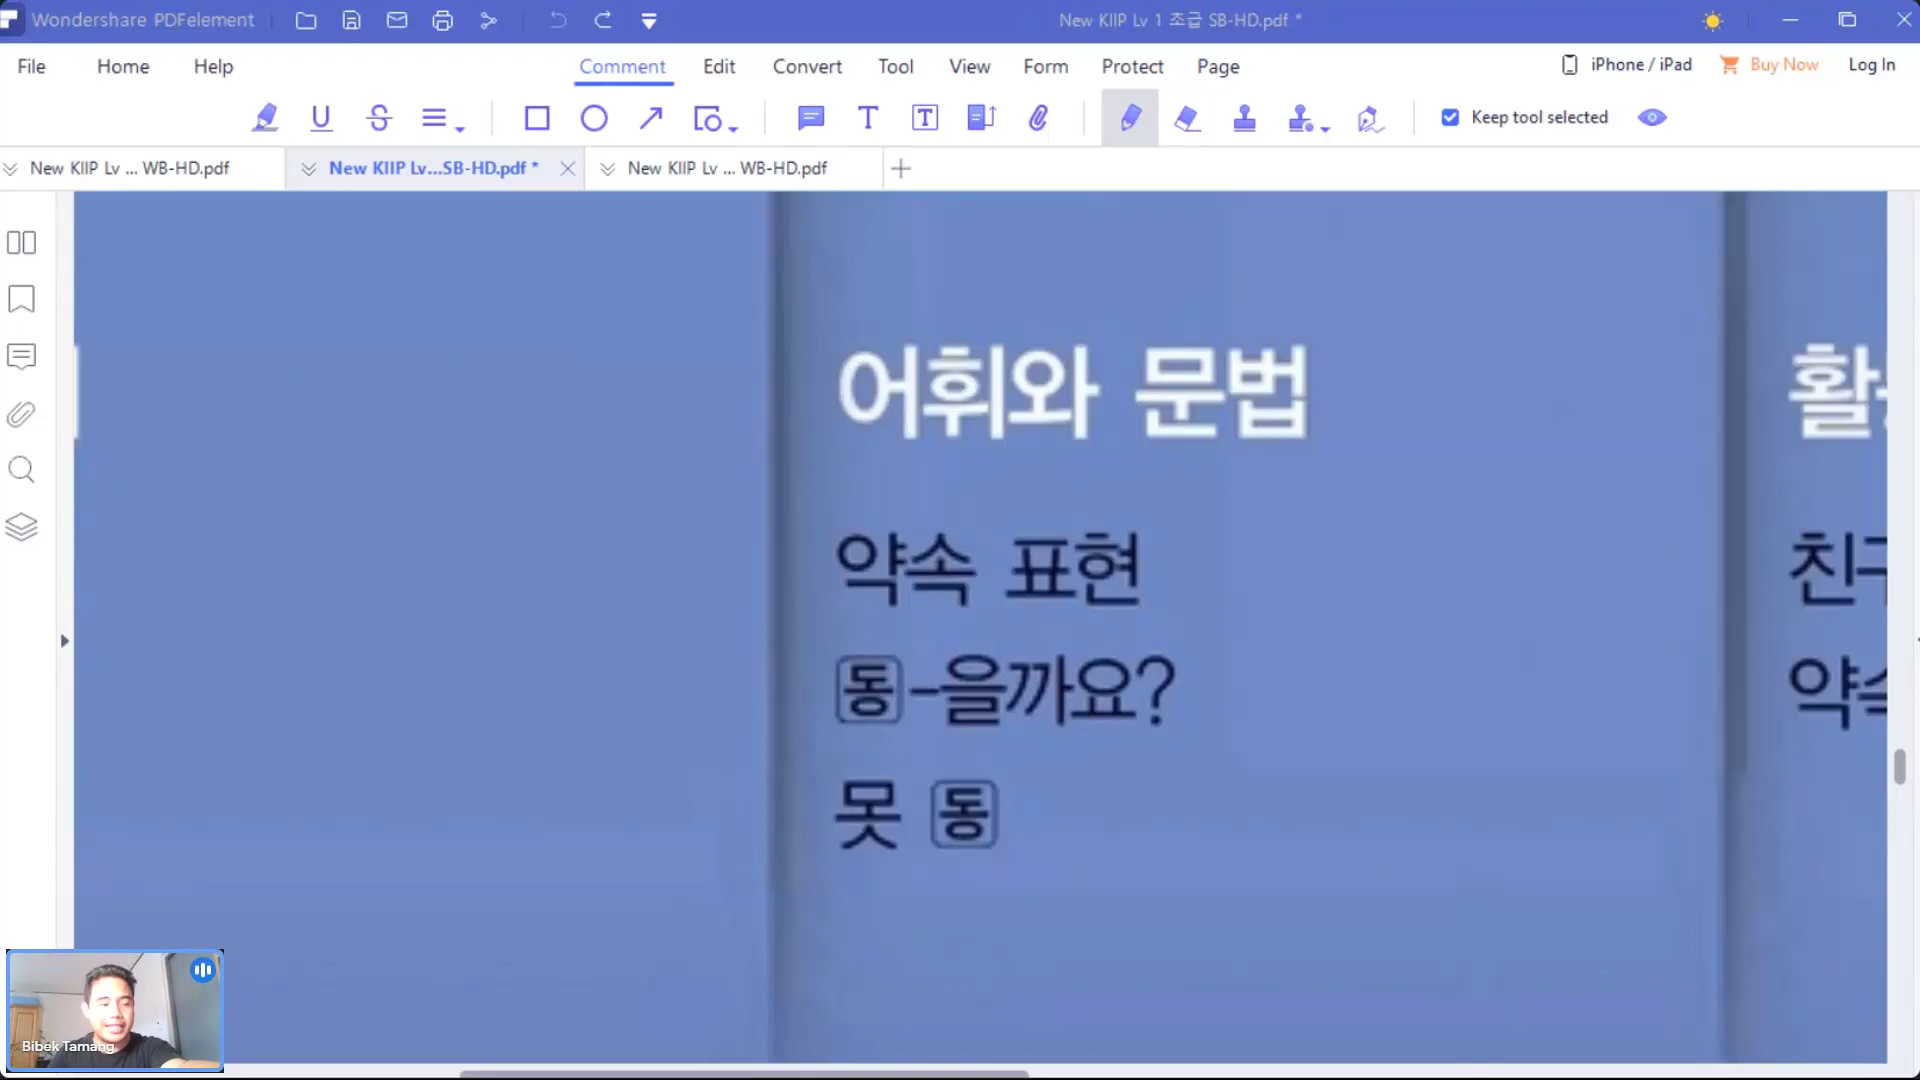 Wondershare PDFelement
New KIIP Lv 1 초급 SB-HD.pdf *
File Home Help Comment Edit Convert Tool View Form Protect Page iPhone / iPad Buy Now Log In
Keep tool selected
New KIIP Lv ... WB-HD.pdf New KIIP Lv...SB-HD.pdf * New KIIP Lv ... WB-HD.pdf
어휘와 문법
약속 표현
동-을까요?
못 동
Bibek Tamang